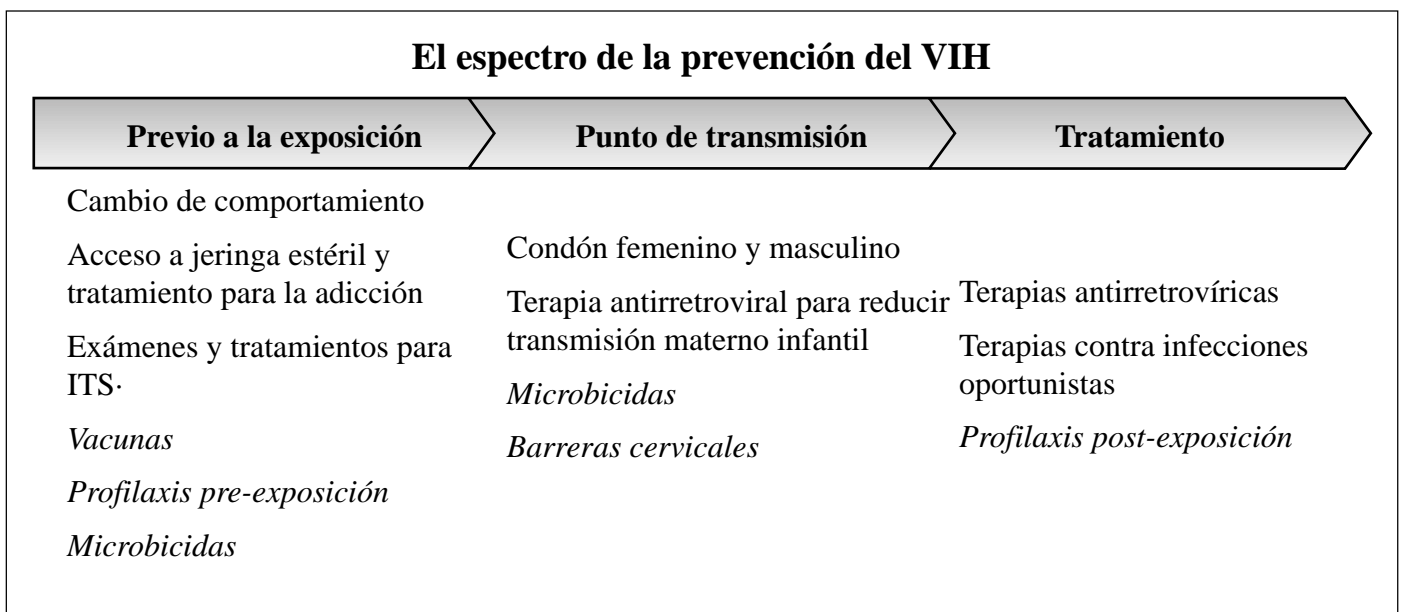 El espectro de la prevención del VIH
Previo a la exposición
Punto de transmisión
Tratamiento
Cambio de comportamiento
Acceso a jeringa estéril y
tratamiento para la adicción
Exámenes y tratamientos para
ITS·
Vacunas
Profilaxis pre-exposición
Microbicidas
Condón femenino y masculino
Terapia antirretroviral para reducir
transmisión materno infantil
Microbicidas
Barreras cervicales
Terapias antirretrovíricas
Terapias contra infecciones
oportunistas
Profilaxis post-exposición